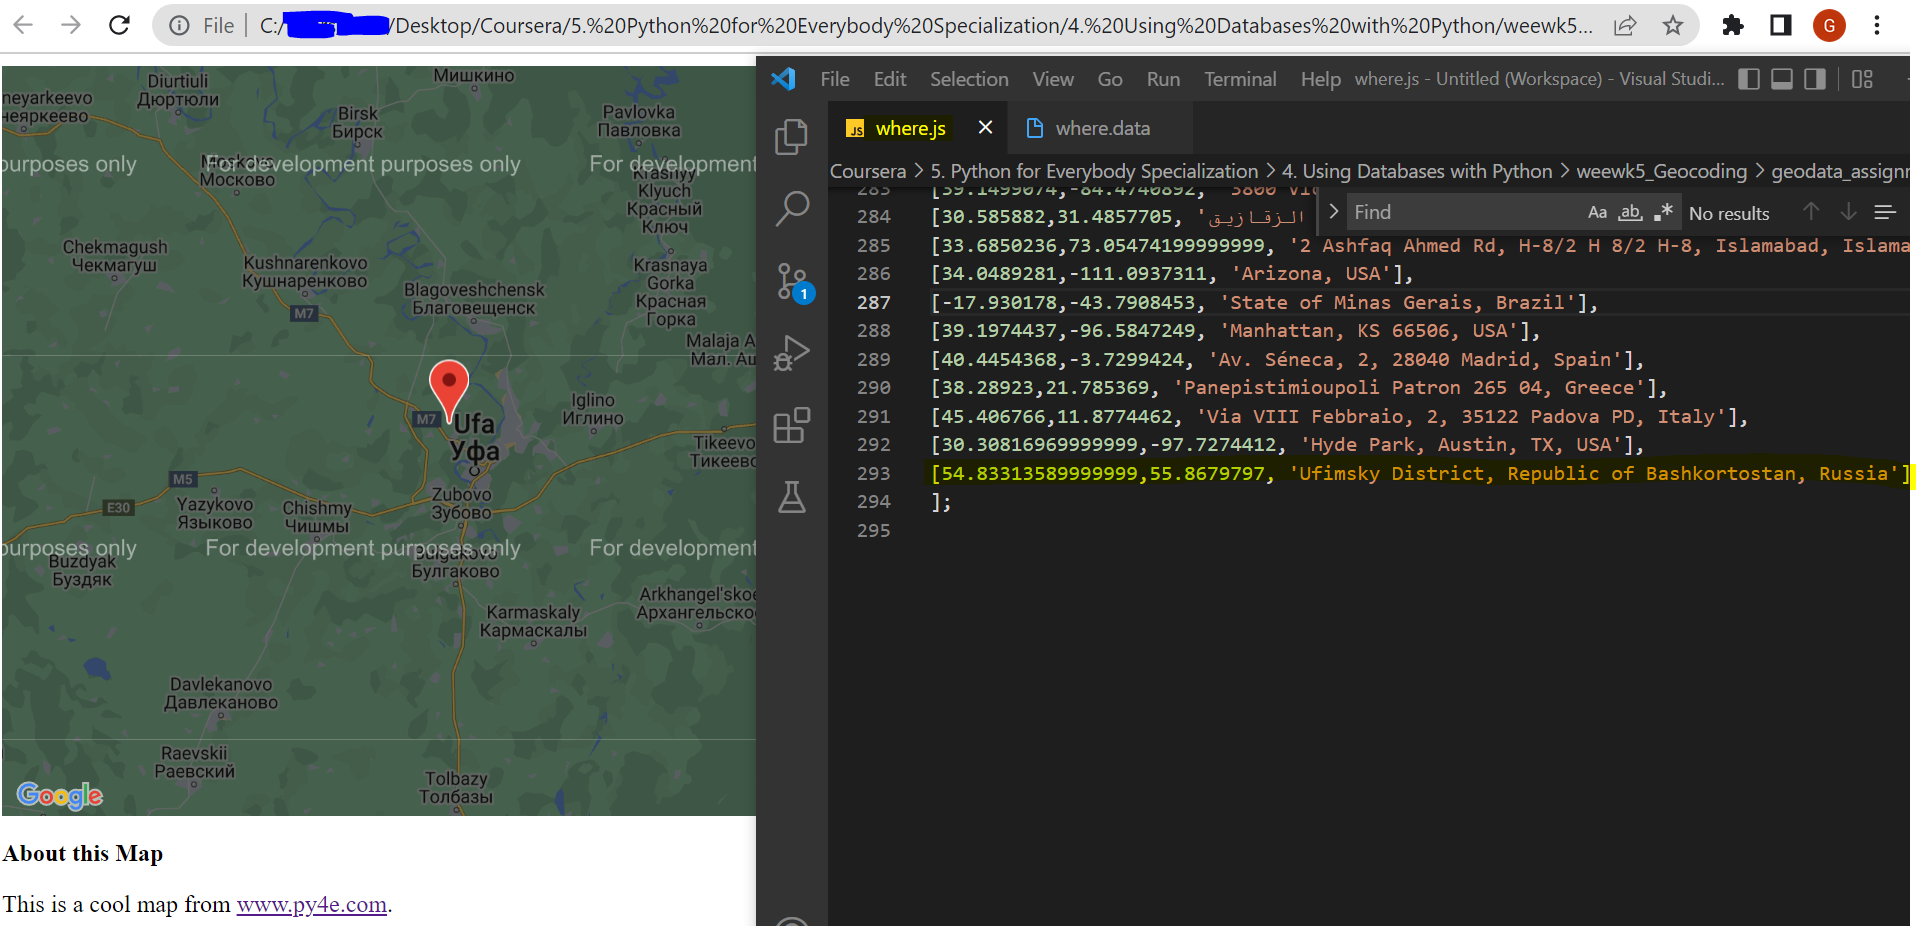 File
C:/
/Desktop/Coursera/5.%20Python%20for%20Everybody%20Specialization/4.%20Using%20Databases%20with%20Python/weewk5...
G
Diurtuli
Дюртюли
Мишкино
neyarkeevo
неяркеево
Birsk
Бирск
Pavlovka
Павловка
ourposes only
For development purposes only
For development
Moskovo
Москово
Krasnyy
Klyuch
Красный
Ключ
Chekmagush
Чекмагуш
Kushnarenkovo
Кушнаренково
Blagoveshchensk
Благовещенск
Krasnaya
Gorka
Красная
Горка
M7
Malaja A
Мал. Аш
Iglino
Иглино
M7
Ufa
Уфа
Tikeevo
Тикеево
M5
E30
Yazykovo
Языково
Chishmy
Чишмы
Zubovo
Зубово
ourposes only
For development purposes only
For development
Buzdyak
Буздяк
Bulgakovo
Булгаково
Karmaskaly
Кармаскалы
Arkhangel'skoe
Архангельско
Davlekanovo
Давлеканово
Raevskii
Раевский
Tolbazy
Толбазы
Google
About this Map
This is a cool map from www.py4e.com.
File Edit Selection View Go Run Terminal Help where.js - Untitled (Workspace) - Visual Studi...
JS where.js
where.data
Coursera > 5. Python for Everybody Specialization > 4. Using Databases with Python > weewk5_Geocoding > geodata_assignm
Find
Aa ab .* No results
1
283 [39.1499074,-84.4740892, '3800 Vic
284 [30.585882,31.4857705, 'الزقازيق
285 [33.6850236,73.05474199999999, '2 Ashfaq Ahmed Rd, H-8/2 H 8/2 H-8, Islamabad, Islama
286 [34.0489281,-111.0937311, 'Arizona, USA'],
287 [-17.930178,-43.7908453, 'State of Minas Gerais, Brazil'],
288 [39.1974437,-96.5847249, 'Manhattan, KS 66506, USA'],
289 [40.4454368,-3.7299424, 'Av. Séneca, 2, 28040 Madrid, Spain'],
290 [38.28923,21.785369, 'Panepistimioupoli Patron 265 04, Greece'],
291 [45.406766,11.8774462, 'Via VIII Febbraio, 2, 35122 Padova PD, Italy'],
292 [30.30816969999999,-97.7274412, 'Hyde Park, Austin, TX, USA'],
293 [54.83313589999999,55.8679797, 'Ufimsky District, Republic of Bashkortostan, Russia']
294 ];
295